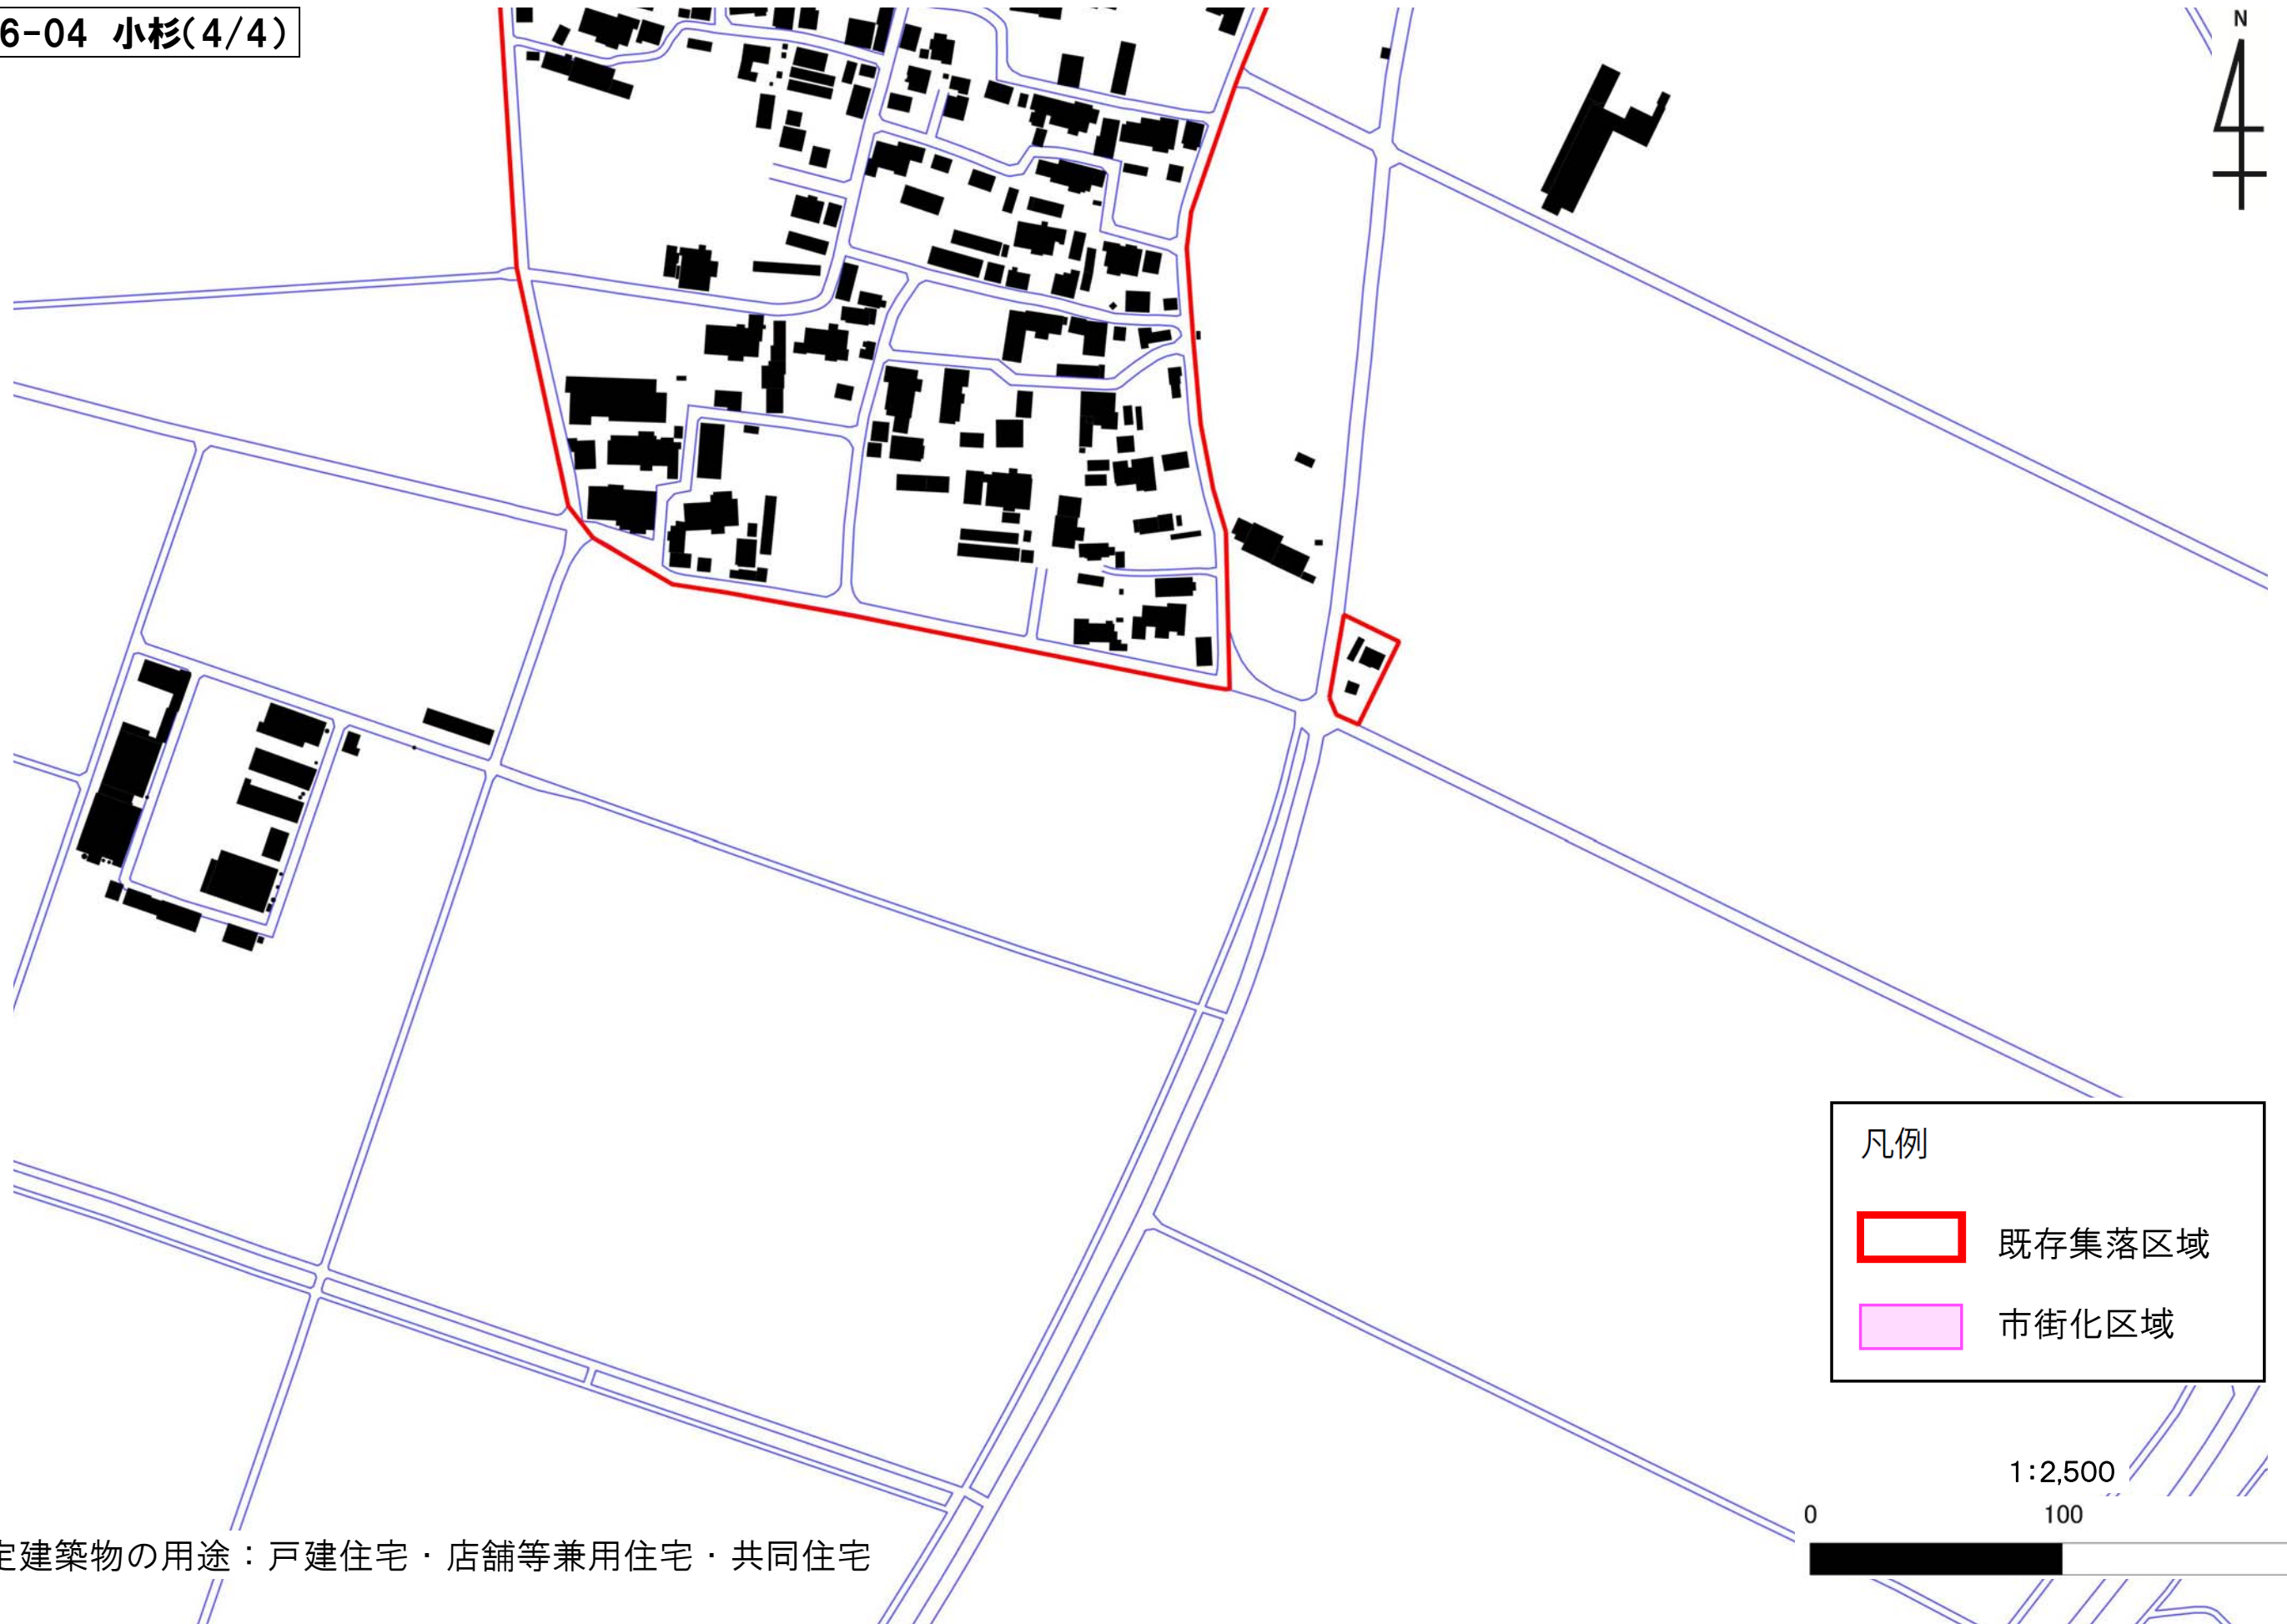 6-04 小杉(4/4)
N
凡例
既存集落区域
市街化区域
1:2,500
0 100
定建築物の用途：戸建住宅・店舗等兼用住宅・共同住宅